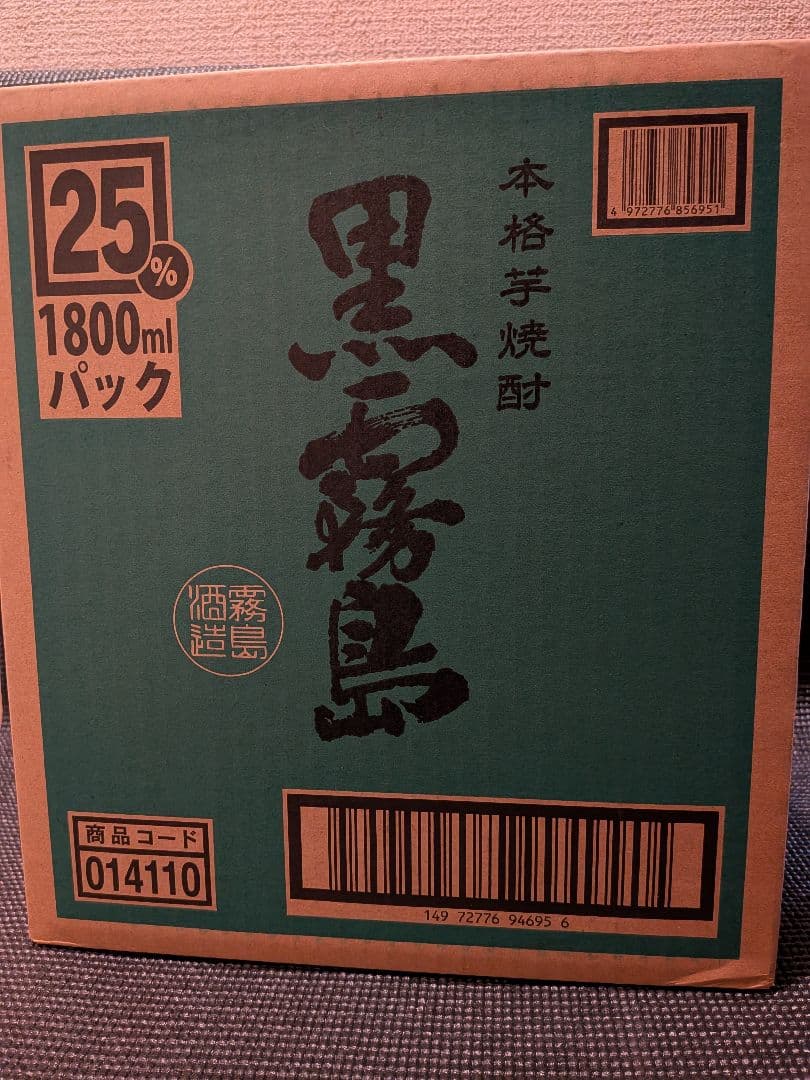 25%
1800ml
パック
本格芋焼酎
黒霧島
4 972776 856951
霧島
酒造
商品コード
014110
149 72776 94695 6